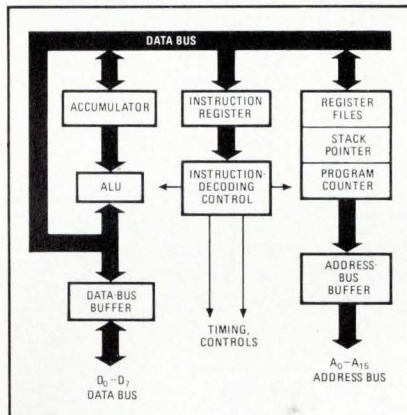 DATA BUS
ACCUMULATOR
INSTRUCTION
REGISTER
REGISTER
FILES
STACK
POINTER
PROGRAM
COUNTER
ALU
INSTRUCTION-
DECODING
CONTROL
DATA-BUS
BUFFER
ADDRESS-
BUS
BUFFER
TIMING,
CONTROLS
D₀–D₇
DATA BUS
A₀–A₁₅
ADDRESS BUS